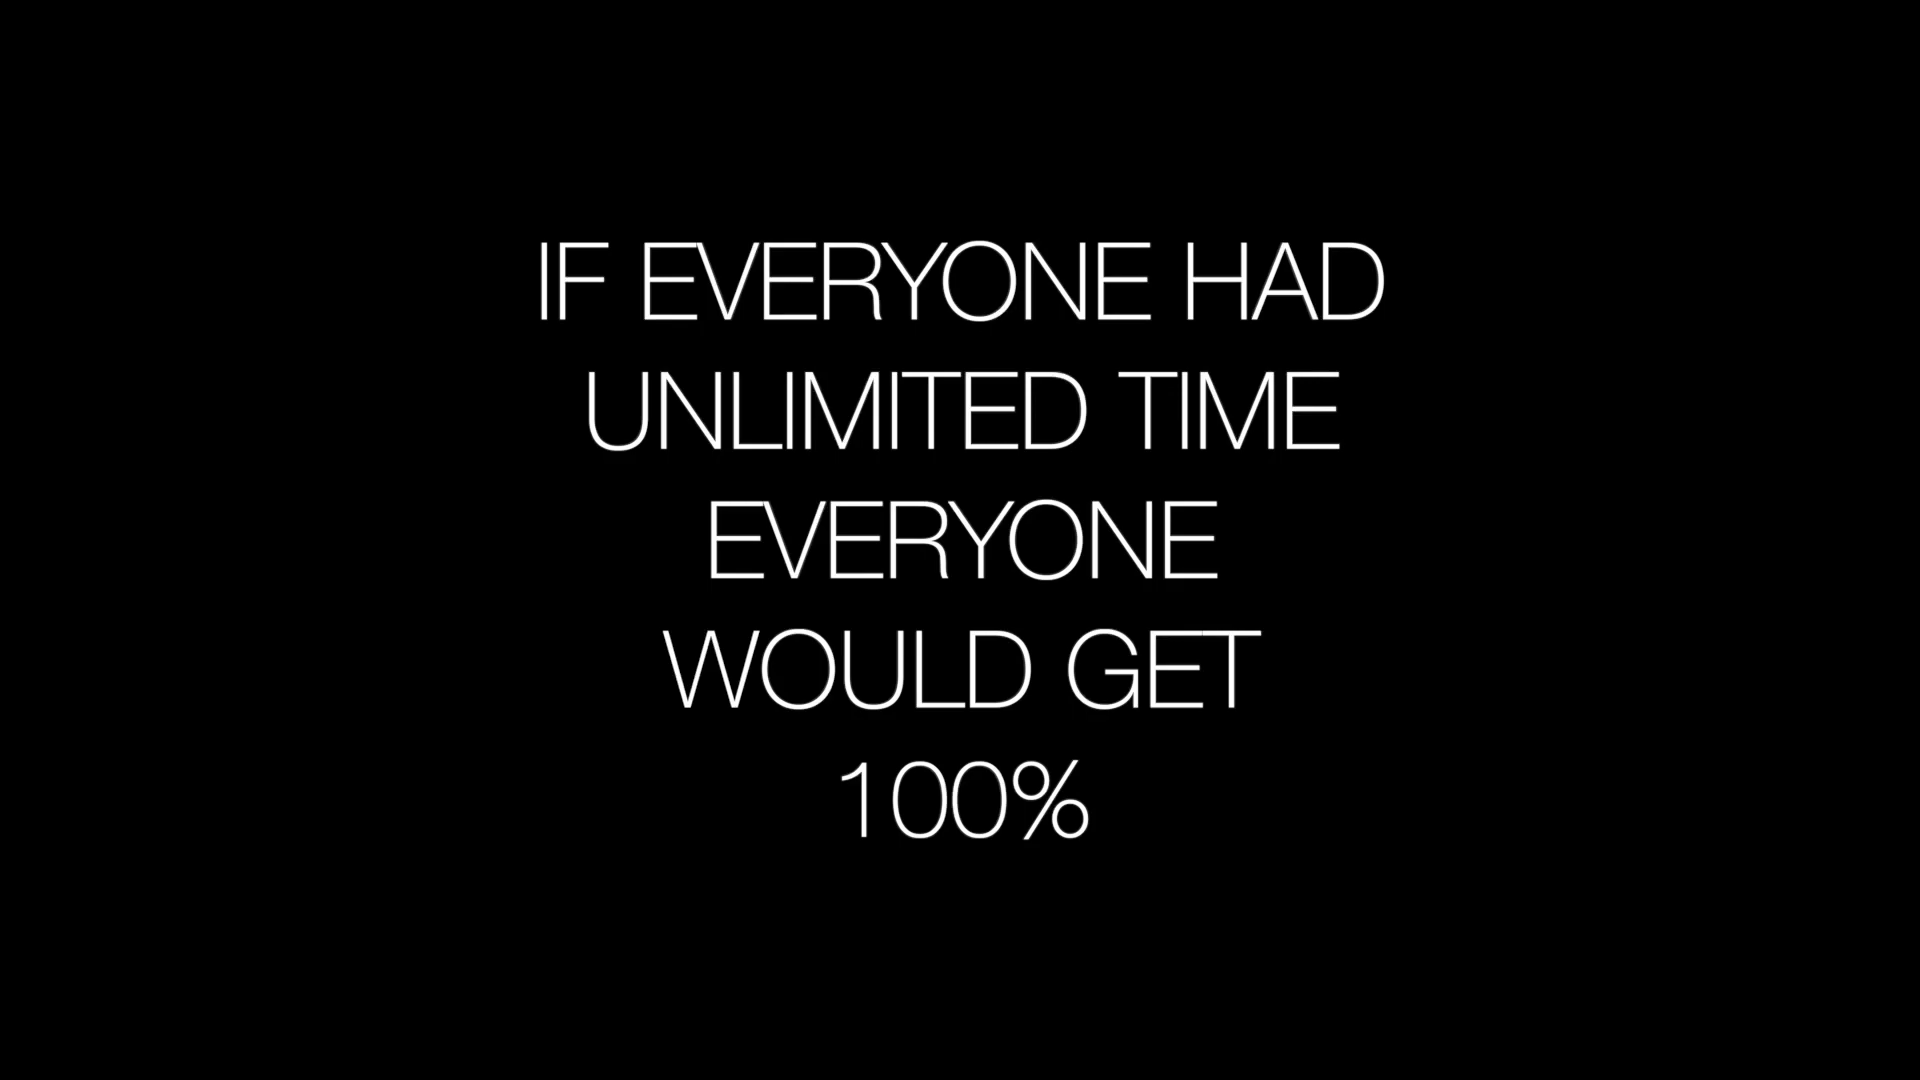 IF EVERYONE HAD
UNLIMITED TIME
EVERYONE
WOULD GET
100%